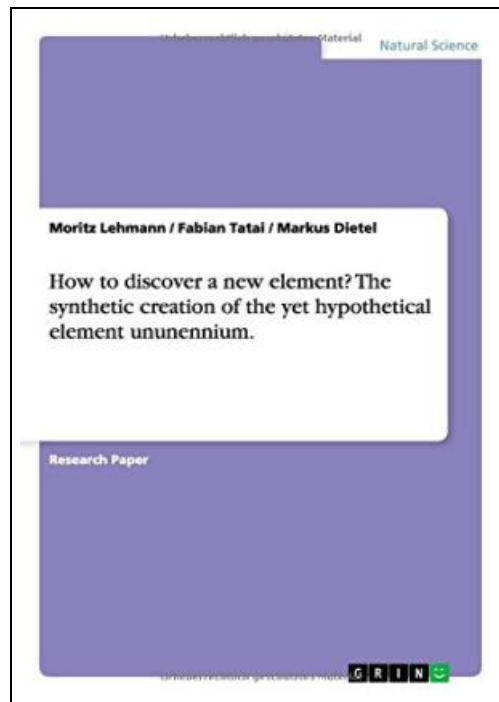 Natural Science
Moritz Lehmann / Fabian Tatai / Markus Dietel
How to discover a new element? The
synthetic creation of the yet hypothetical
element ununennium.
Research Paper
GRIN